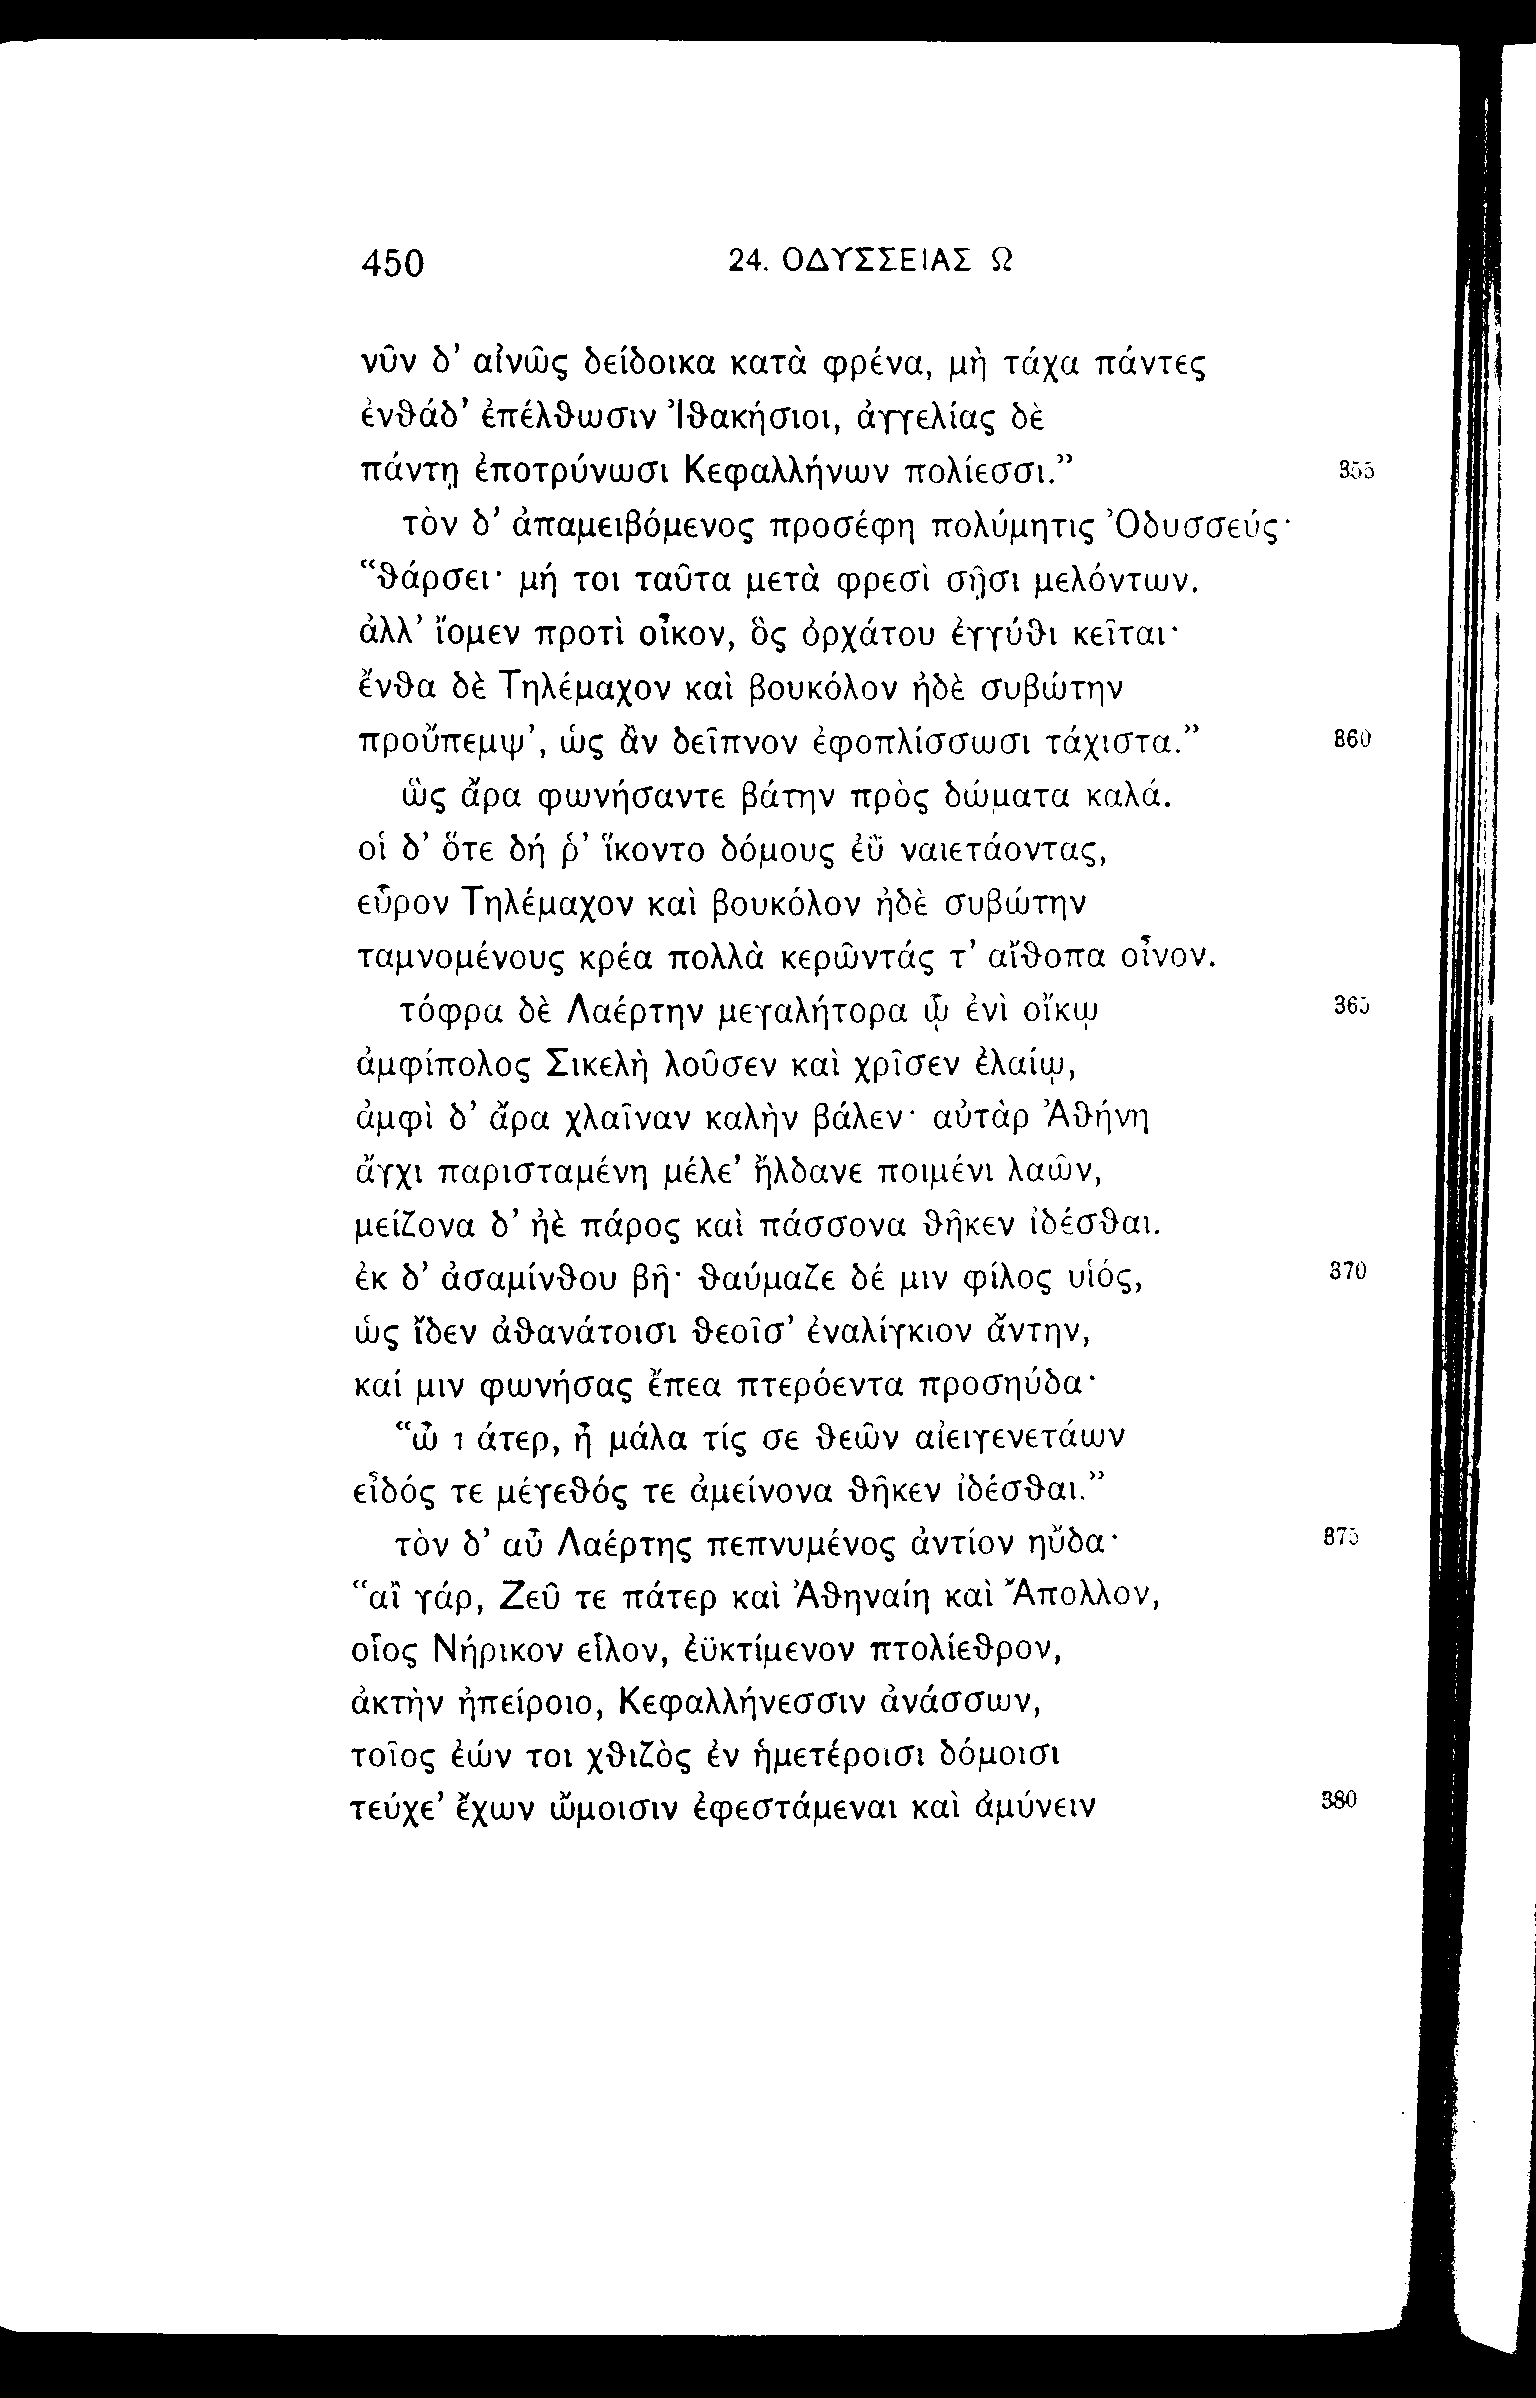 450 24. ΟΔΥΣΣΕΙΑΣ Ω
νῦν δ’ αἰνῶς δείδοικα κατὰ φρένα, μὴ τάχα πάντες
ἐνθάδ’ ἐπέλθωσιν Ἰθακήσιοι, ἀγγελίας δὲ
πάντῃ ἐποτρύνωσι Κεφαλλήνων πολίεσσι.” 355
τὸν δ’ ἀπαμειβόμενος προσέφη πολύμητις Ὀδυσσεύς·
“θάρσει· μή τοι ταῦτα μετὰ φρεσὶ σῇσι μελόντων.
ἀλλ’ ἴομεν προτὶ οἶκον, ὃς ὀρχάτου ἐγγύθι κεῖται·
ἔνθα δὲ Τηλέμαχον καὶ βουκόλον ἠδὲ συβώτην
προὔπεμψ’, ὡς ἂν δεῖπνον ἐφοπλίσσωσι τάχιστα.” 360
ὣς ἄρα φωνήσαντε βάτην πρὸς δώματα καλά.
οἱ δ’ ὅτε δή ῥ’ ἵκοντο δόμους ἐῢ ναιετάοντας,
εὗρον Τηλέμαχον καὶ βουκόλον ἠδὲ συβώτην
ταμνομένους κρέα πολλὰ κερῶντάς τ’ αἴθοπα οἶνον.
τόφρα δὲ Λαέρτην μεγαλήτορα ᾧ ἐνὶ οἴκῳ 365
ἀμφίπολος Σικελὴ λοῦσεν καὶ χρῖσεν ἐλαίῳ,
ἀμφὶ δ’ ἄρα χλαῖναν καλὴν βάλεν· αὐτὰρ Ἀθήνη
ἄγχι παρισταμένη μέλε’ ἤλδανε ποιμένι λαῶν,
μείζονα δ’ ἠὲ πάρος καὶ πάσσονα θῆκεν ἰδέσθαι.
ἐκ δ’ ἀσαμίνθου βῆ· θαύμαζε δέ μιν φίλος υἱός, 370
ὡς ἴδεν ἀθανάτοισι θεοῖσ’ ἐναλίγκιον ἄντην,
καί μιν φωνήσας ἔπεα πτερόεντα προσηύδα·
“ὦ πάτερ, ἦ μάλα τίς σε θεῶν αἰειγενετάων
εἶδός τε μέγεθός τε ἀμείνονα θῆκεν ἰδέσθαι.”
τὸν δ’ αὖ Λαέρτης πεπνυμένος ἀντίον ηὔδα· 375
“αἲ γάρ, Ζεῦ τε πάτερ καὶ Ἀθηναίη καὶ Ἄπολλον,
οἷος Νήρικον εἷλον, ἐϋκτίμενον πτολίεθρον,
ἀκτὴν ἠπείροιο, Κεφαλλήνεσσιν ἀνάσσων,
τοῖος ἐών τοι χθιζὸς ἐν ἡμετέροισι δόμοισι
τεύχε’ ἔχων ὤμοισιν ἐφεστάμεναι καὶ ἀμύνειν 380